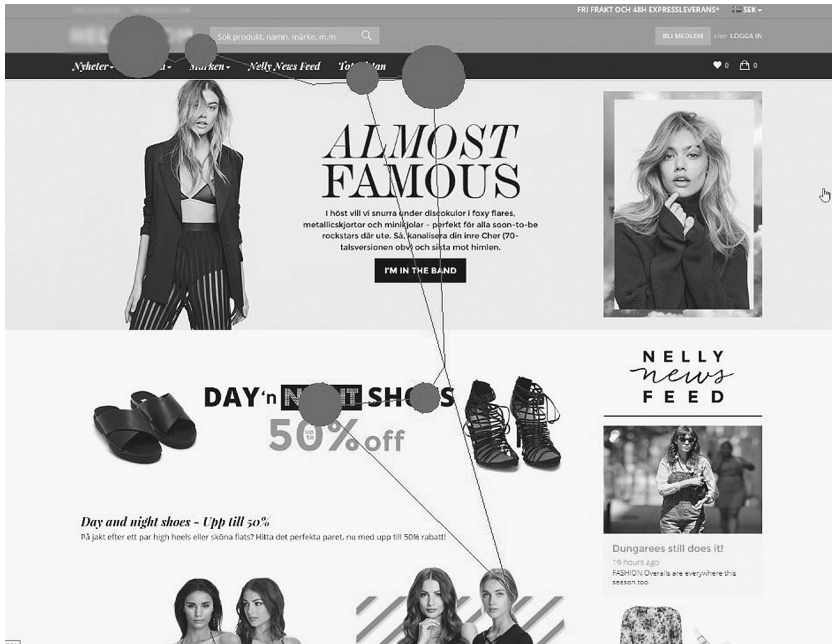 FRI FRAKT OCH 48H EXPRESSLEVERANS*
SEK
Sök produkt, namn, märke, m.m
BLI MEDLEM eller LOGGA IN
Nyheter
Märken
Nelly News Feed
0 0
ALMOST
FAMOUS
I höst vill vi snurra under discokulor i foxy flares,
metallicskjortor och minikjolar – perfekt för alla soon-to-be
rockstars där ute. Så, kanalisera din inre Cher (70-
talsversionen obv) och sikta mot himlen.
I'M IN THE BAND
NELLY
news
FEED
DAY 'n NIGHT SHOES
up to
50% off
Day and night shoes - Upp till 50%
På jakt efter ett par high heels eller sköna flats? Hitta det perfekta paret, nu med upp till 50% rabatt!
Dungarees still does it!
19 hours ago
FASHION Overalls are everywhere this
season too.